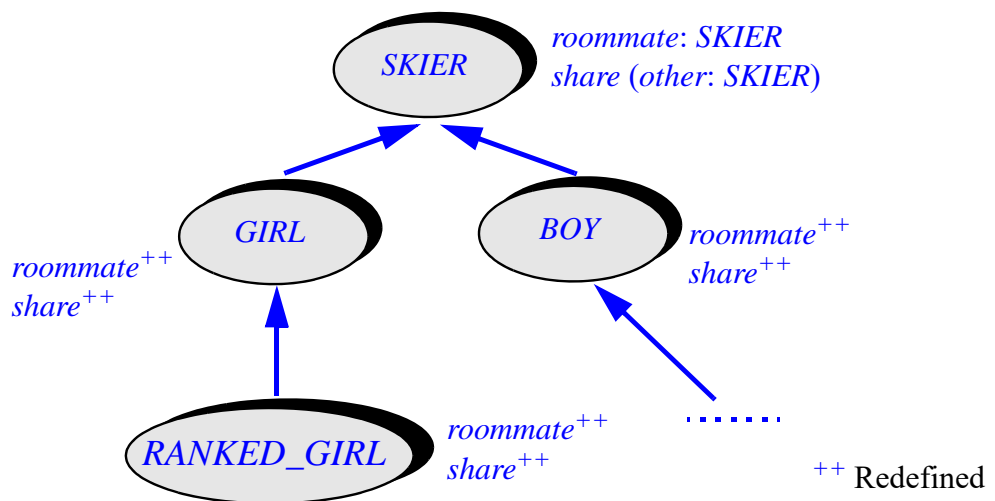 SKIER
roommate: SKIER
share (other: SKIER)
GIRL
BOY
roommate++
share++
roommate++
share++
RANKED_GIRL
roommate++
share++
++ Redefined